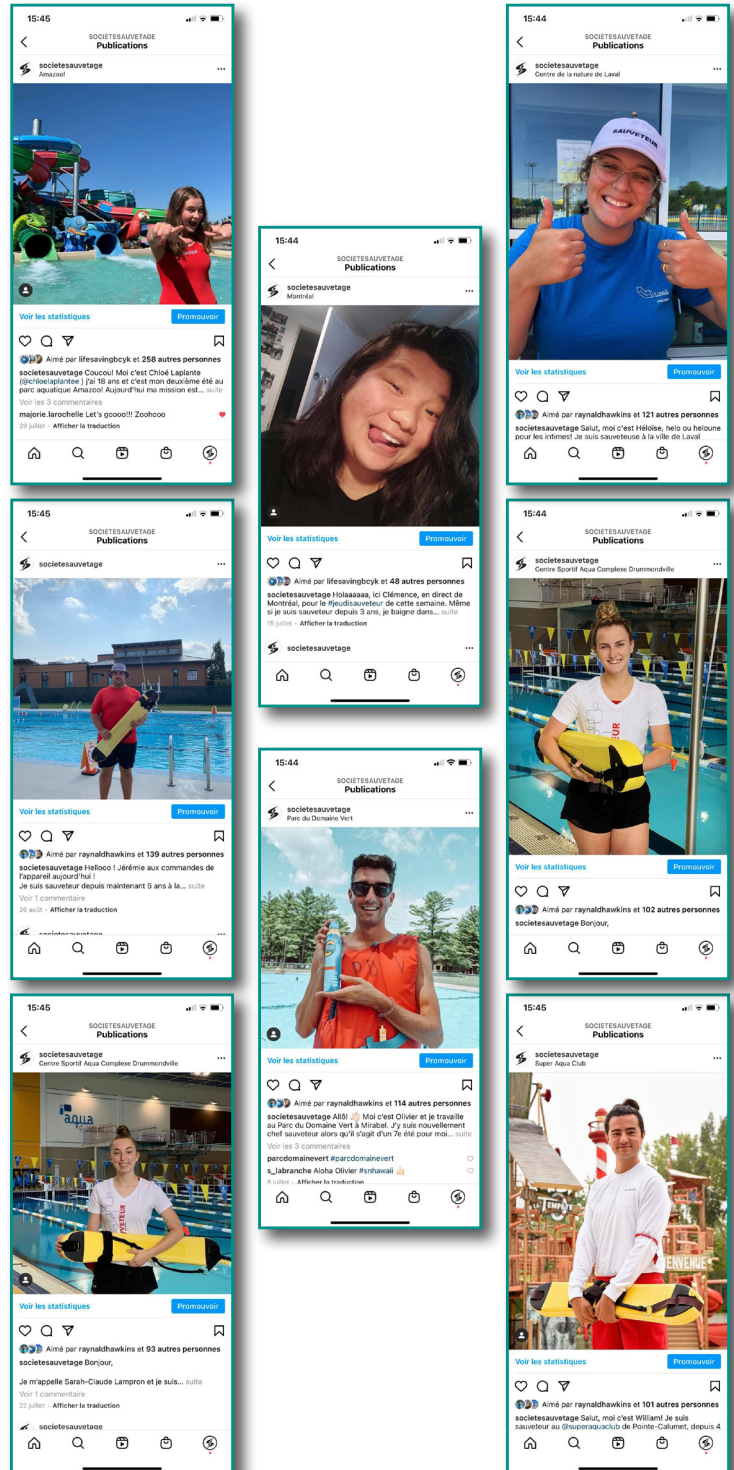 15:45
SOCIETESAUVETAGE
Publications
societesauvetage
Amazoo!
Voir les statistiques
Promouvoir
Aimé par lifesavingbcyk et 258 autres personnes
societesauvetage Coucou! Moi c'est Chloé Laplante
(@chloelaplantee ) j'ai 18 ans et c'est mon deuxième été au
parc aquatique Amazoo! Aujourd'hui ma mission est... suite
Voir les 3 commentaires
majorie.larochelle Let's goooo!!! Zoohooo
29 juillet · Afficher la traduction
15:45
SOCIETESAUVETAGE
Publications
societesauvetage
Voir les statistiques
Promouvoir
Aimé par raynaldhawkins et 139 autres personnes
societesauvetage Hellooo ! Jérémie aux commandes de
l'appareil aujourd'hui !
Je suis sauveteur depuis maintenant 5 ans à la... suite
Voir 1 commentaire
26 août · Afficher la traduction
societesauvetage
15:45
SOCIETESAUVETAGE
Publications
societesauvetage
Centre Sportif Aqua Complexe Drummondville
aqua
Voir les statistiques
Promouvoir
Aimé par raynaldhawkins et 93 autres personnes
societesauvetage Bonjour,
Je m'appelle Sarah-Claude Lampron et je suis... suite
Voir 1 commentaire
22 juillet · Afficher la traduction
societesauvetage
15:44
SOCIETESAUVETAGE
Publications
societesauvetage
Montréal
Voir les statistiques
Promouvoir
Aimé par lifesavingbcyk et 48 autres personnes
societesauvetage Holaaaaaa, ici Clémence, en direct de
Montréal, pour le #jeudisauveteur de cette semaine. Même
si je suis sauveteur depuis 3 ans, je baigne dans... suite
15 juillet · Afficher la traduction
societesauvetage
15:44
SOCIETESAUVETAGE
Publications
societesauvetage
Parc du Domaine Vert
Voir les statistiques
Promouvoir
Aimé par raynaldhawkins et 114 autres personnes
societesauvetage Allô! Moi c'est Olivier et je travaille
au Parc du Domaine Vert à Mirabel. J'y suis nouvellement
chef sauveteur alors qu'il s'agit d'un 7e été pour moi... suite
Voir les 3 commentaires
parcdomainevert #parcdomainevert
s_labranche Aloha Olivier #snhawaii
8 juillet · Afficher la traduction
15:44
SOCIETESAUVETAGE
Publications
societesauvetage
Centre de la nature de Laval
SAUVETEUR
Voir les statistiques
Promouvoir
Aimé par raynaldhawkins et 121 autres personnes
societesauvetage Salut, moi c'est Héloïse, helo ou heloune
pour les intimes! Je suis sauveteuse à la ville de Laval
15:44
SOCIETESAUVETAGE
Publications
societesauvetage
Centre Sportif Aqua Complexe Drummondville
Voir les statistiques
Promouvoir
Aimé par raynaldhawkins et 102 autres personnes
societesauvetage Bonjour,
15:45
SOCIETESAUVETAGE
Publications
societesauvetage
Super Aqua Club
Voir les statistiques
Promouvoir
Aimé par raynaldhawkins et 101 autres personnes
societesauvetage Salut, moi c'est William! Je suis
sauveteur au @superaquaclub de Pointe-Calumet, depuis 4